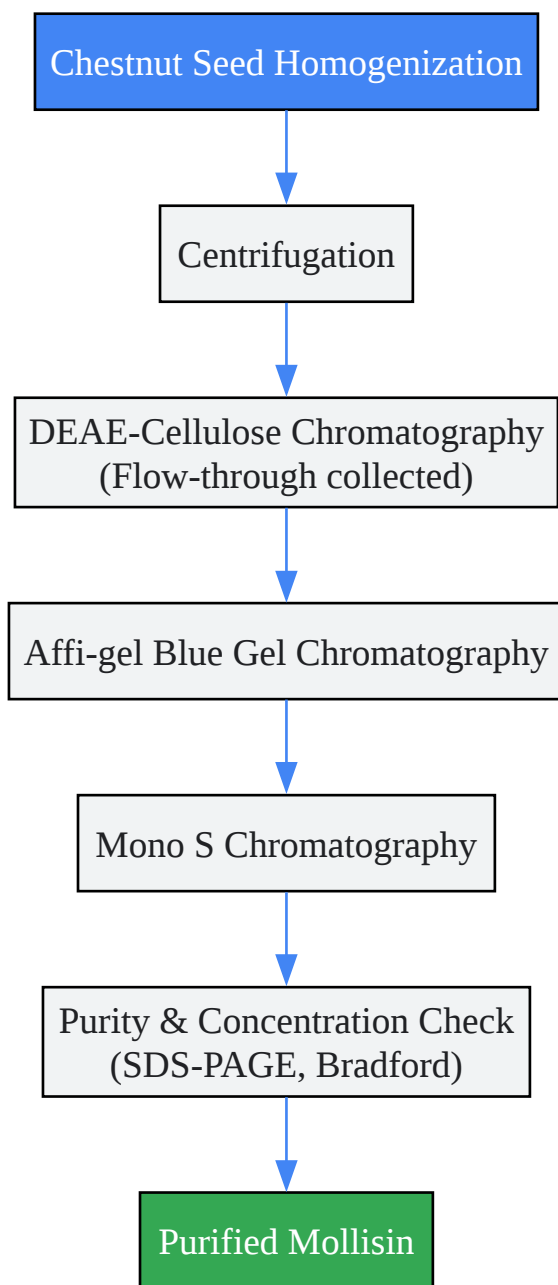 Chestnut Seed Homogenization
Centrifugation
DEAE-Cellulose Chromatography
(Flow-through collected)
Affi-gel Blue Gel Chromatography
Mono S Chromatography
Purity & Concentration Check
(SDS-PAGE, Bradford)
Purified Mollisin